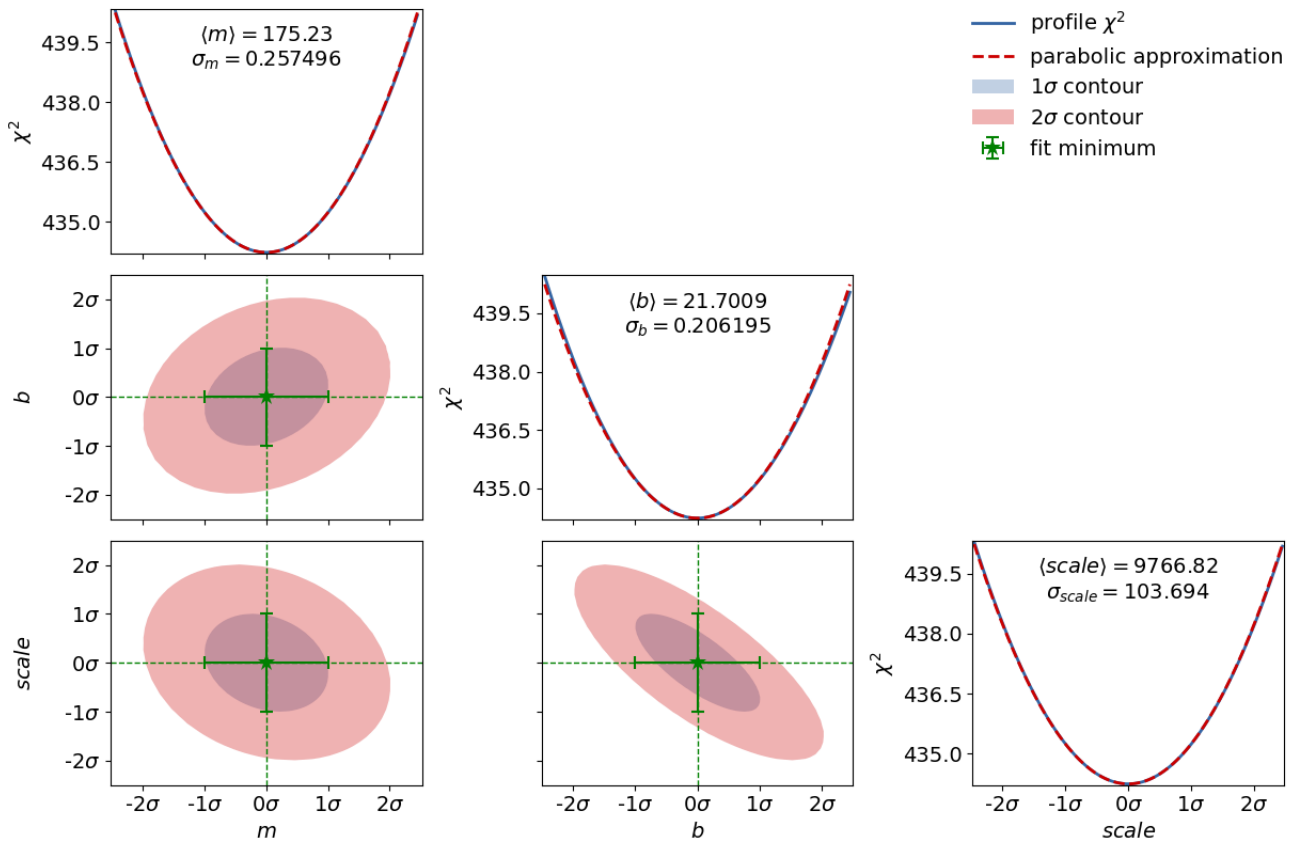 ⟨m⟩ = 175.23
σₘ = 0.257496
439.5
438.0
436.5
435.0
χ²
profile χ²
parabolic approximation
1σ contour
2σ contour
fit minimum
2σ
1σ
0σ
-1σ
-2σ
b
⟨b⟩ = 21.7009
σ_b = 0.206195
439.5
438.0
436.5
435.0
χ²
2σ
1σ
0σ
-1σ
-2σ
scale
-2σ -1σ 0σ 1σ 2σ
m
-2σ -1σ 0σ 1σ 2σ
b
⟨scale⟩ = 9766.82
σ_scale = 103.694
439.5
438.0
436.5
435.0
χ²
-2σ -1σ 0σ 1σ 2σ
scale